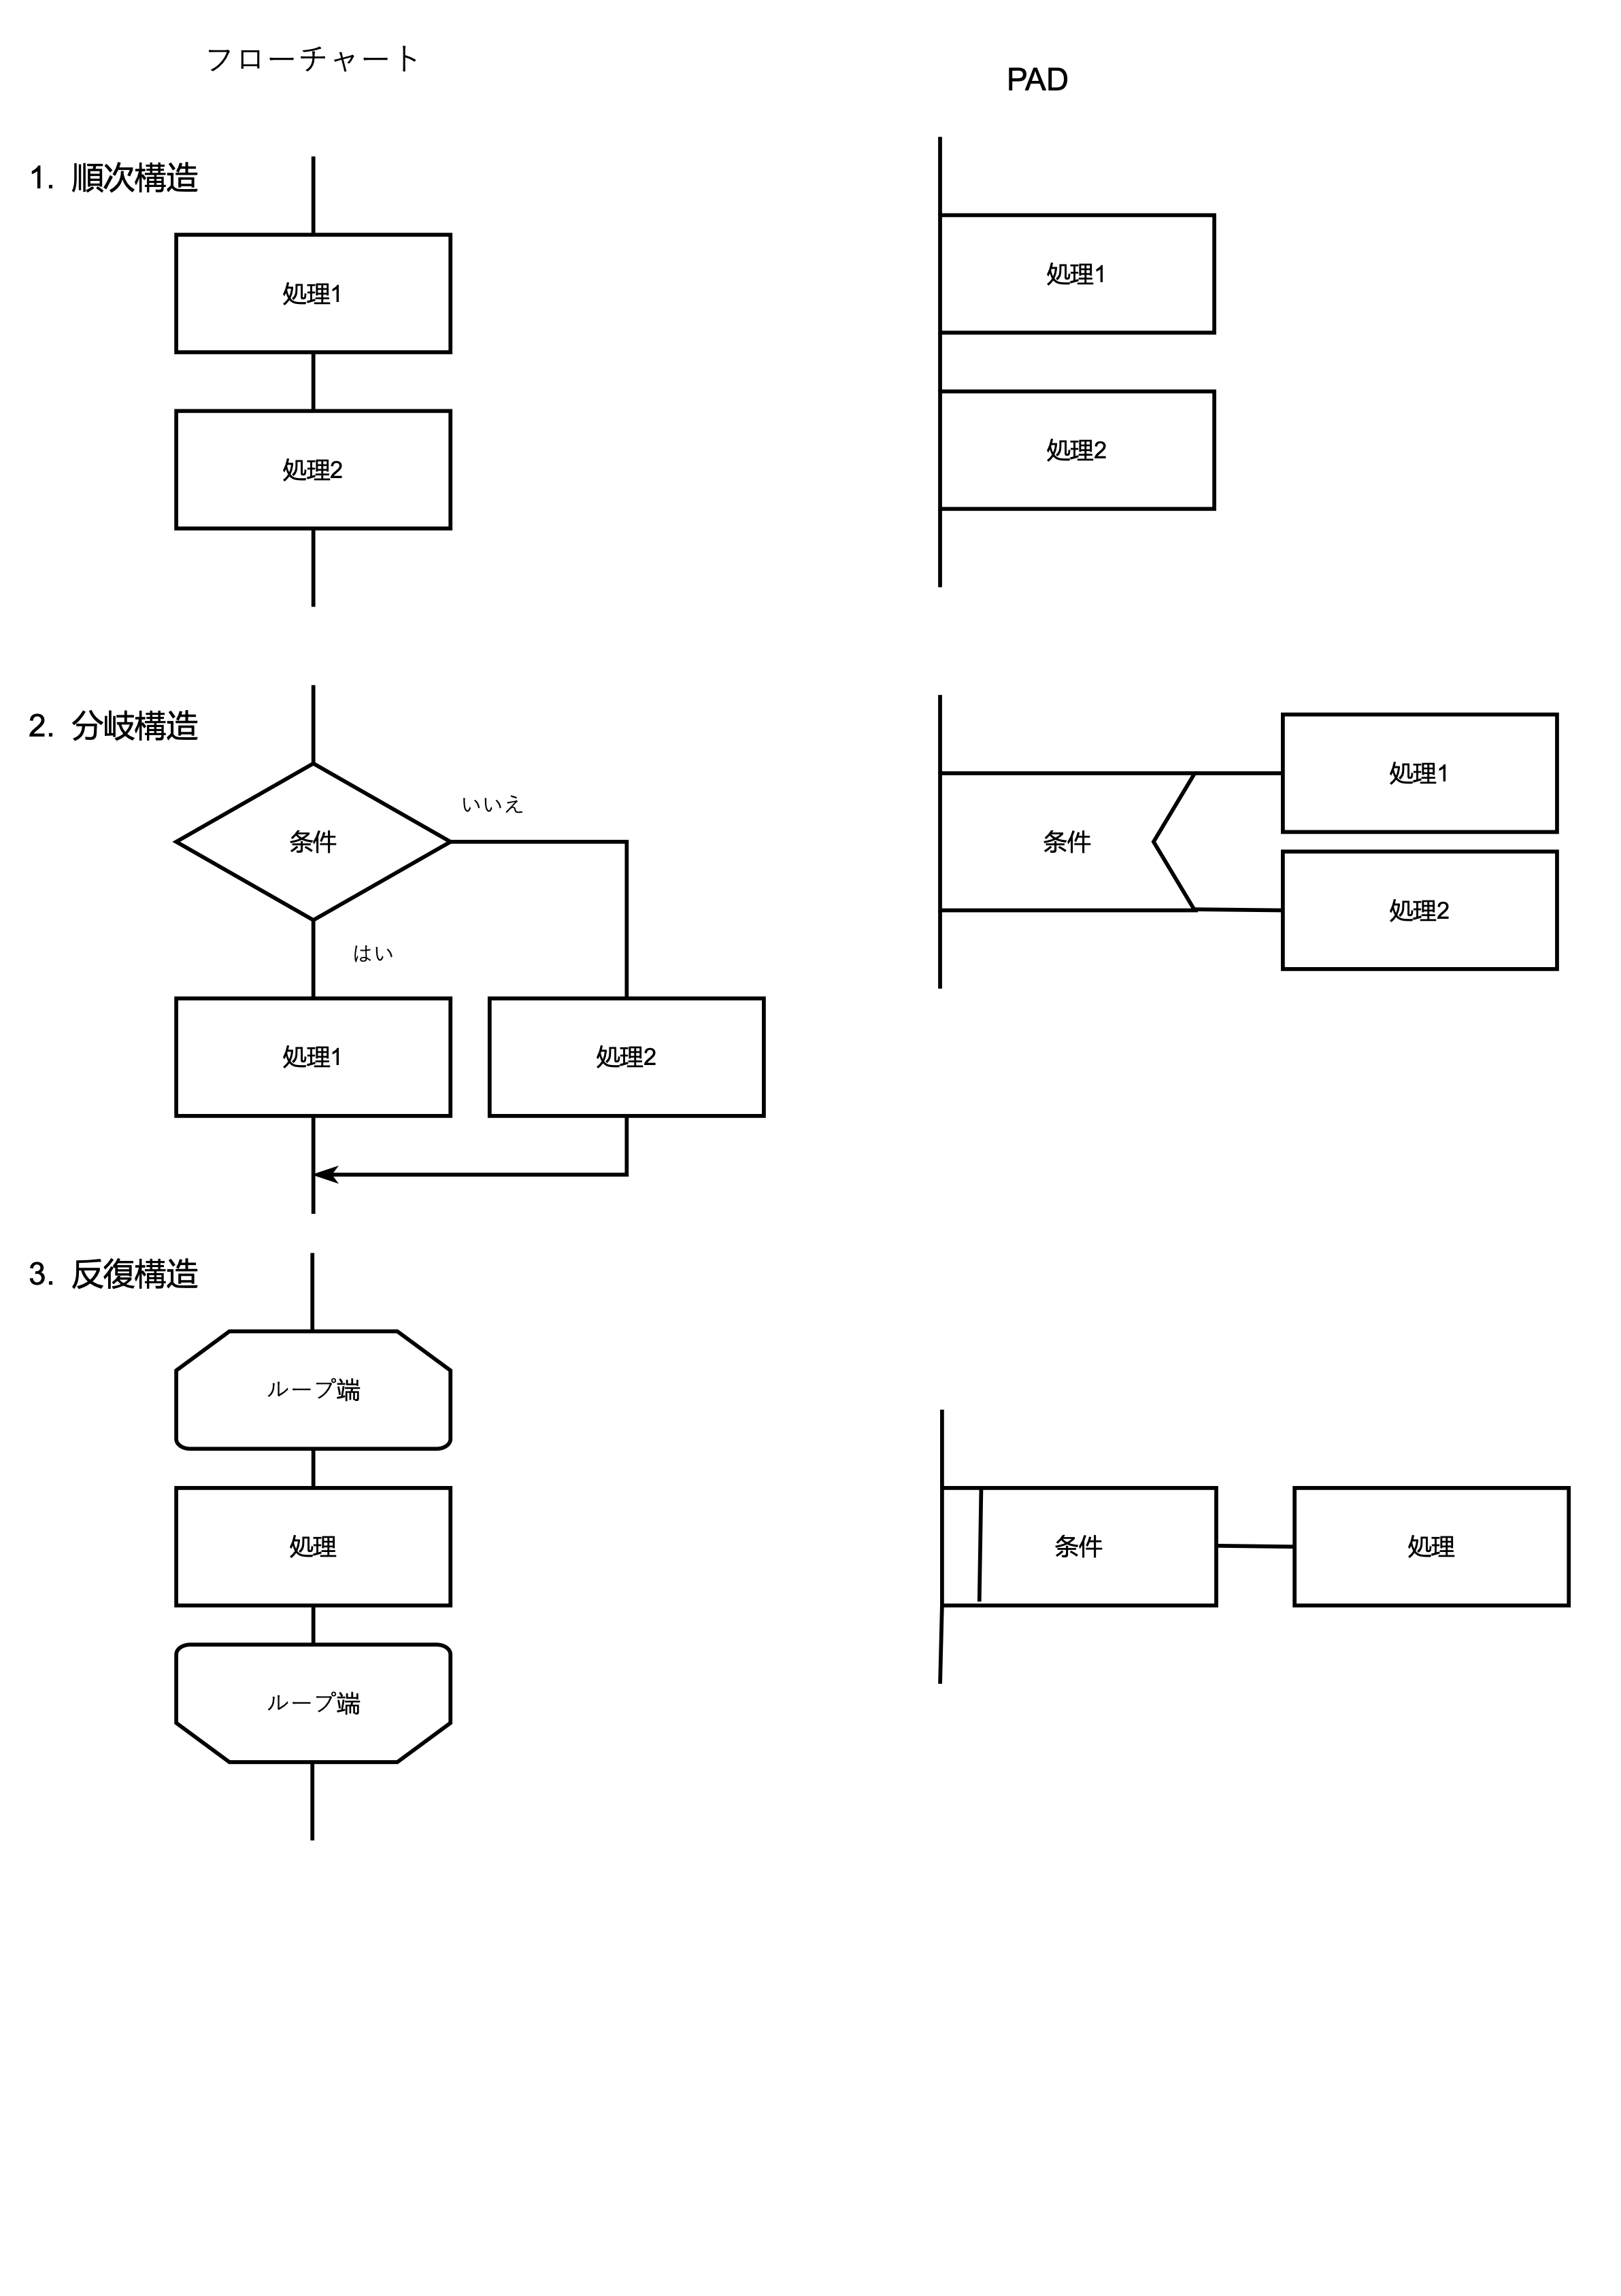 フローチャート
PAD
1. 順次構造
処理1
処理2
処理1
処理2
2. 分岐構造
条件
いいえ
はい
処理1
処理2
条件
処理1
処理2
3. 反復構造
ループ端
処理
ループ端
条件
処理